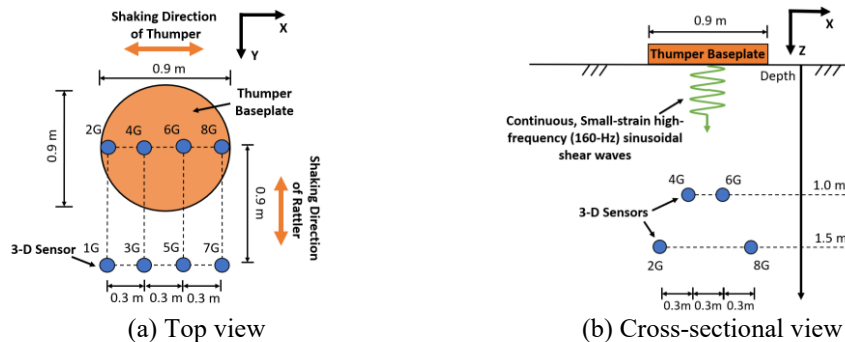 Shaking Direction
of Thumper
X
Y
0.9 m
Thumper
Baseplate
2G
4G
6G
8G
0.9 m
0.9 m
Shaking Direction
of Rattler
3-D Sensor
1G
3G
5G
7G
0.3 m
0.3 m
0.3 m
(a) Top view
0.9 m
X
Z
Thumper Baseplate
Depth
Continuous, Small-strain high-
frequency (160-Hz) sinusoidal
shear waves
4G
6G
1.0 m
3-D Sensors
1.5 m
2G
8G
0.3m
0.3m
0.3m
(b) Cross-sectional view